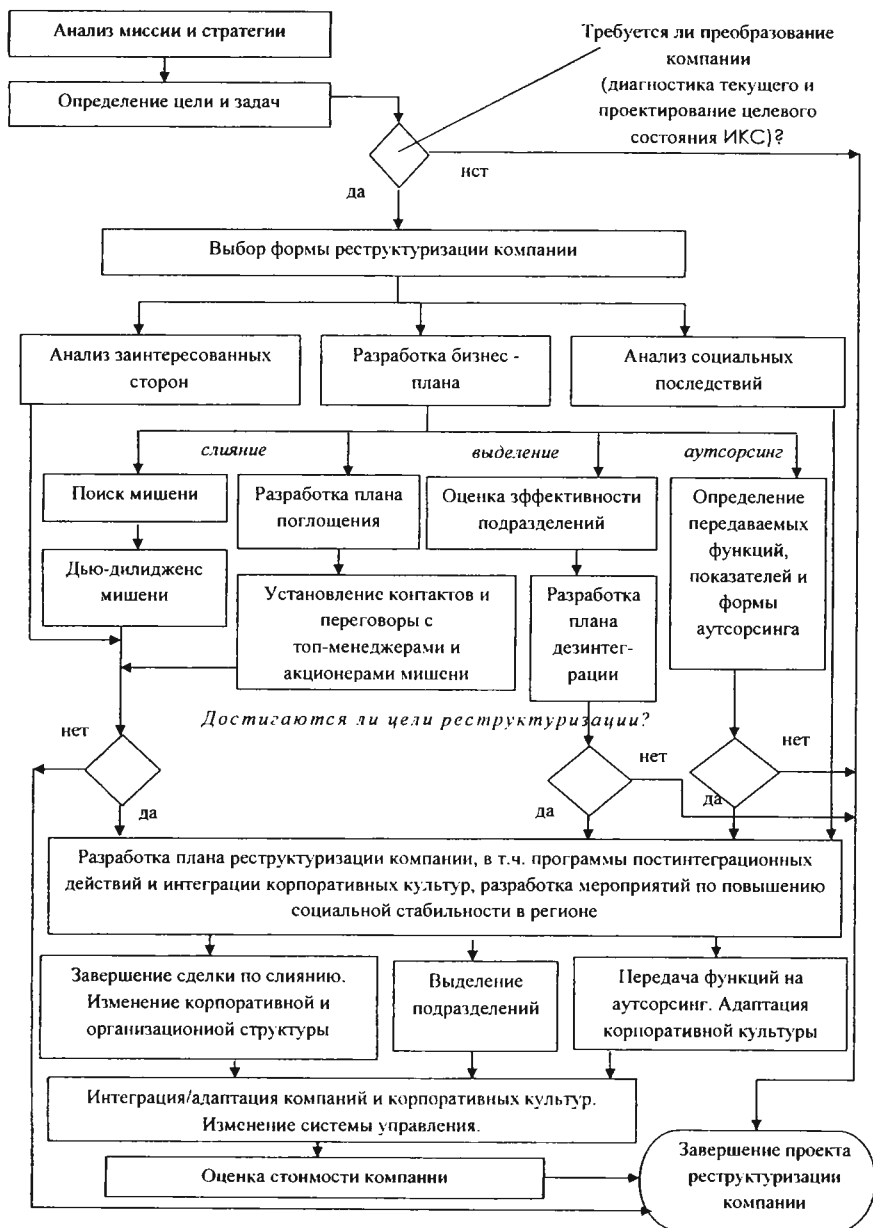 Анализ миссии и стратегии
Требуется ли преобразование
компании
(диагностика текущего и
проектирование целевого
состояния ИКС)?
Определение цели и задач
нст
да
Выбор формы реструктуризации компании
Анализ заинтересованных
сторон
Разработка бизнес -
плана
Анализ социальных
последствий
слияние
выделение
аутсорсинг
Поиск мишени
Разработка плана
поглощения
Оценка эффективности
подразделений
Определение
передаваемых
функций,
показателей и
формы
аутсорсинга
Дью-дилидженс
мишени
Установление контактов и
переговоры с
топ-менеджерами и
акционерами мишени
Разработка
плана
дезинтег-
рации
Достигаются ли цели реструктуризации?
нет
нет
нет
да
да
да
Разработка плана реструктуризации компании, в т.ч. программы постинтеграционных
действий и интеграции корпоративных культур, разработка мероприятий по повышению
социальной стабильности в регионе
Завершение сделки по слиянию.
Изменение корпоративной и
организациионой структуры
Выделение
подразделений
Передача функций на
аутсорсинг. Адаптация
корпоративной культуры
Интеграция/адаптация компаний и корпоративных культур.
Изменение системы управления.
Оценка стоимости компании
Завершение проекта
реструктуризации
компании